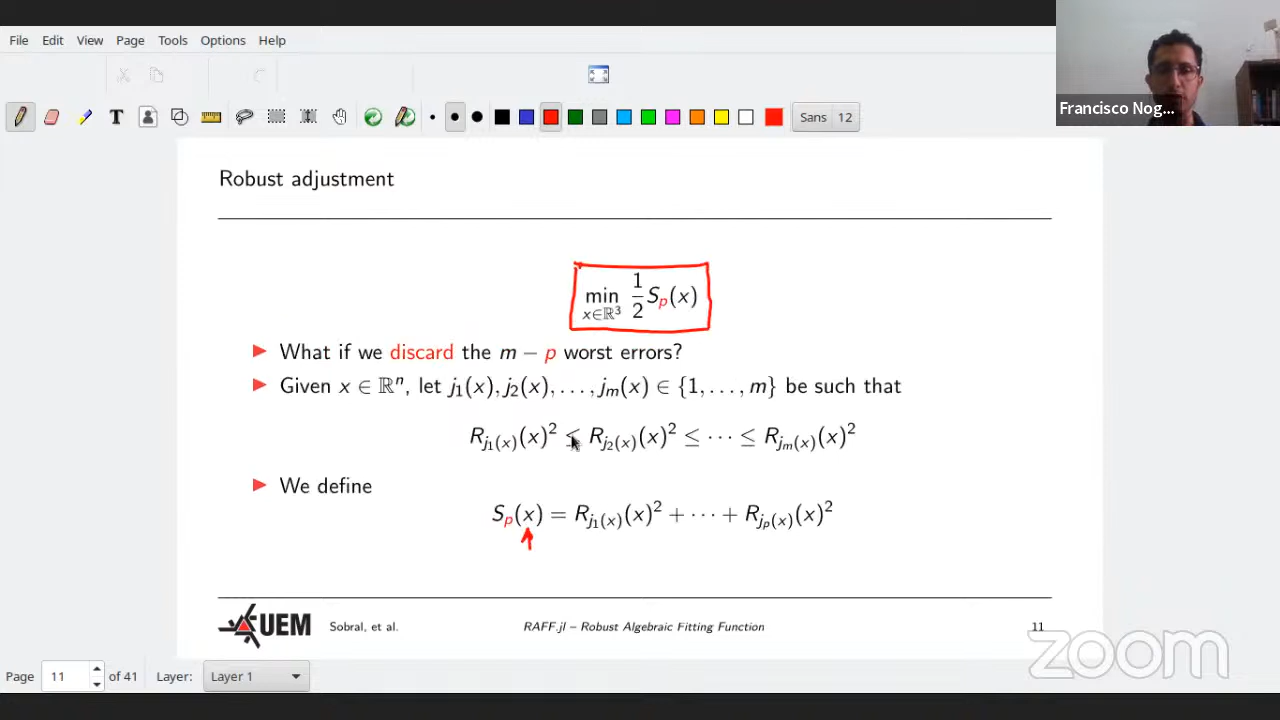 File Edit View Page Tools Options Help
Francisco Nog...
Sans 12
Robust adjustment
min x∈ℝ³ 1/2 Sₚ(x)
What if we discard the m − p worst errors?
Given x ∈ ℝⁿ, let j₁(x), j₂(x), . . . , jₘ(x) ∈ {1, . . . , m} be such that
R_{j₁(x)}(x)² ≤ R_{j₂(x)}(x)² ≤ ··· ≤ R_{jₘ(x)}(x)²
We define
Sₚ(x) = R_{j₁(x)}(x)² + ··· + R_{jₚ(x)}(x)²
UEM Sobral, et al. RAFF.jl – Robust Algebraic Fitting Function 11
zoom
Page 11 of 41 Layer: Layer 1